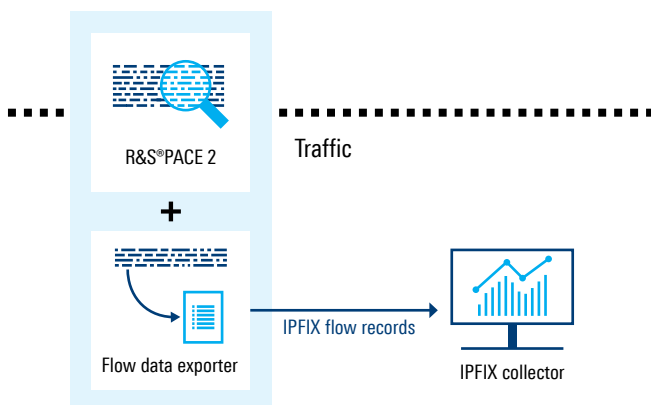 R&S®PACE 2
Traffic
+
IPFIX flow records
Flow data exporter
IPFIX collector